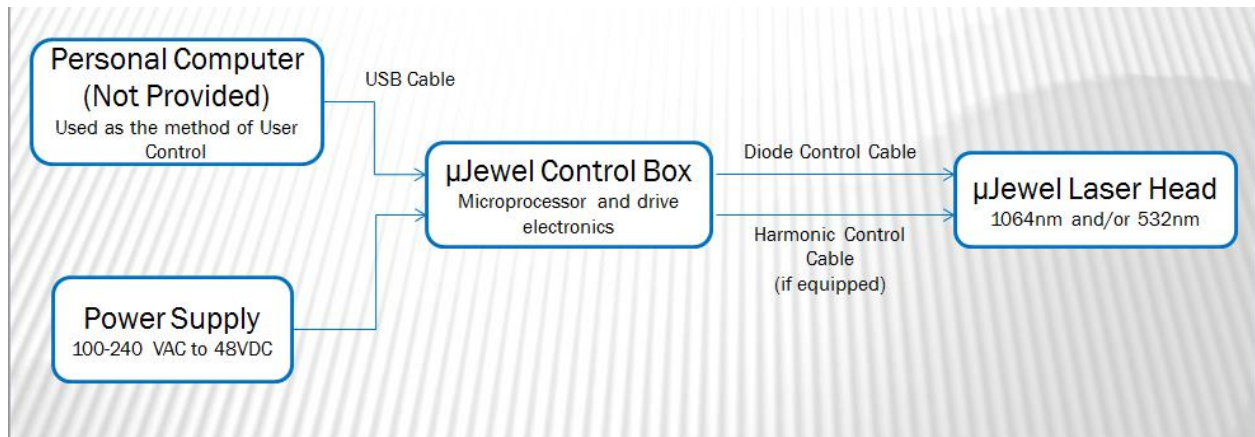 Personal Computer
(Not Provided)
Used as the method of User
Control
USB Cable
µJewel Control Box
Microprocessor and drive
electronics
Diode Control Cable
Harmonic Control
Cable
(if equipped)
µJewel Laser Head
1064nm and/or 532nm
Power Supply
100-240 VAC to 48VDC